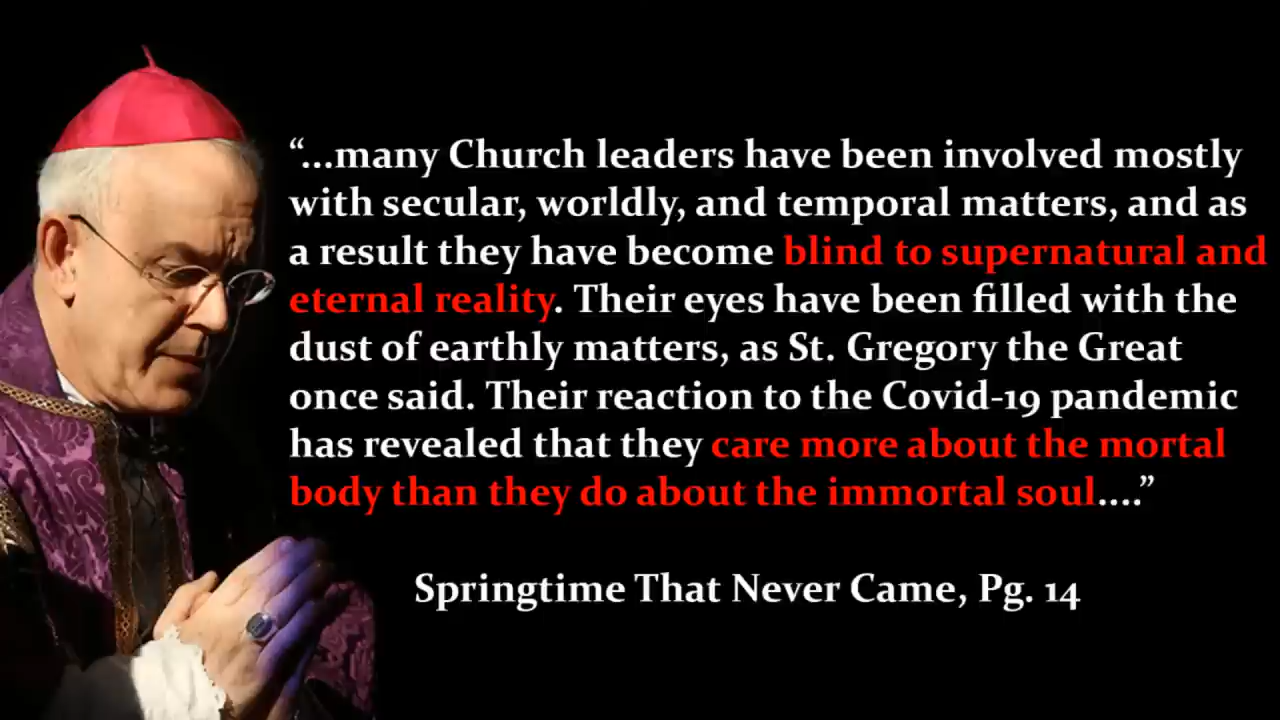 “...many Church leaders have been involved mostly
with secular, worldly, and temporal matters, and as
a result they have become blind to supernatural and
eternal reality. Their eyes have been filled with the
dust of earthly matters, as St. Gregory the Great
once said. Their reaction to the Covid-19 pandemic
has revealed that they care more about the mortal
body than they do about the immortal soul....”
Springtime That Never Came, Pg. 14